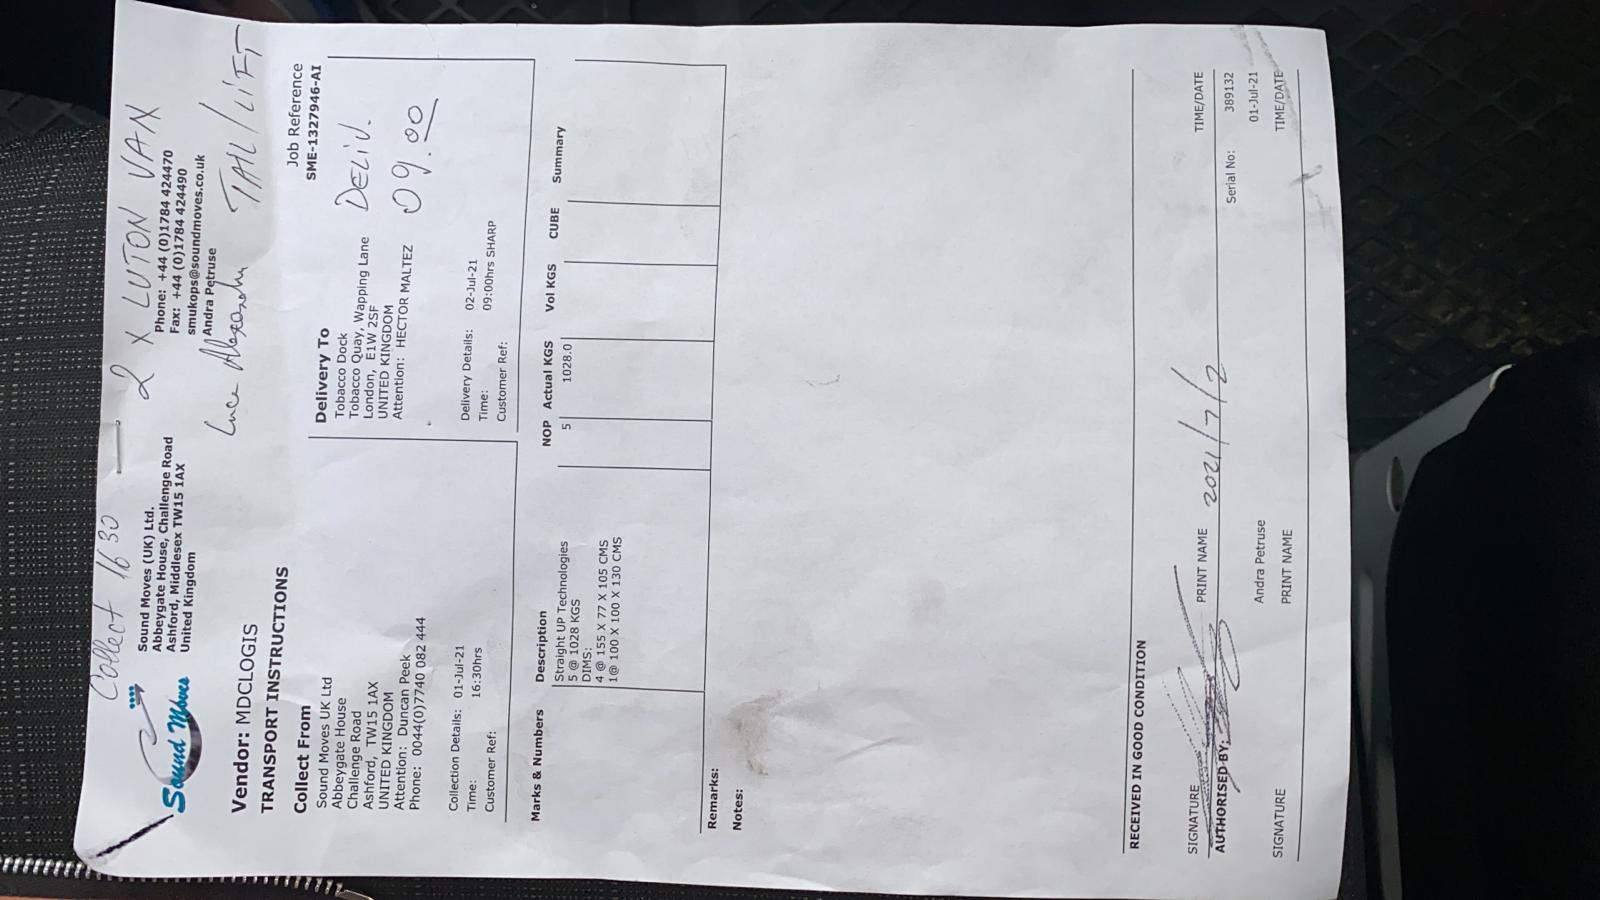 Collect 16 30
2 x LUTON VAN
TAIL/LIFT
Sound Moves
Sound Moves (UK) Ltd.
Abbeygate House, Challenge Road
Ashford, Middlesex TW15 1AX
United Kingdom
Phone: +44 (0)1784 424470
Fax: +44 (0)1784 424490
smukops@soundmoves.co.uk
Andra Petruse
Vendor: MDCLOGIS
TRANSPORT INSTRUCTIONS
Job Reference
SME-1327946-AI
Collect From
Sound Moves UK Ltd
Abbeygate House
Challenge Road
Ashford, TW15 1AX
UNITED KINGDOM
Attention: Duncan Peek
Phone: 0044(0)7740 082 444
Collection Details: 01-Jul-21
Time: 16:30hrs
Customer Ref:
Delivery To
Tobacco Dock
Tobacco Quay, Wapping Lane
London, E1W 2SF
UNITED KINGDOM
Attention: HECTOR MALTEZ
DELIV.
09.00
Delivery Details: 02-Jul-21
Time: 09:00hrs SHARP
Customer Ref:
Marks & Numbers Description NOP Actual KGS Vol KGS CUBE Summary
Straight UP Technologies 5 1028.0
5 @ 1028 KGS
DIMS:
4 @ 155 X 77 X 105 CMS
1@ 100 X 100 X 130 CMS
Remarks:
Notes:
RECEIVED IN GOOD CONDITION
2021/7/2
SIGNATURE PRINT NAME TIME/DATE
AUTHORISED BY: Serial No: 389132
Andra Petruse 01-Jul-21
SIGNATURE PRINT NAME TIME/DATE